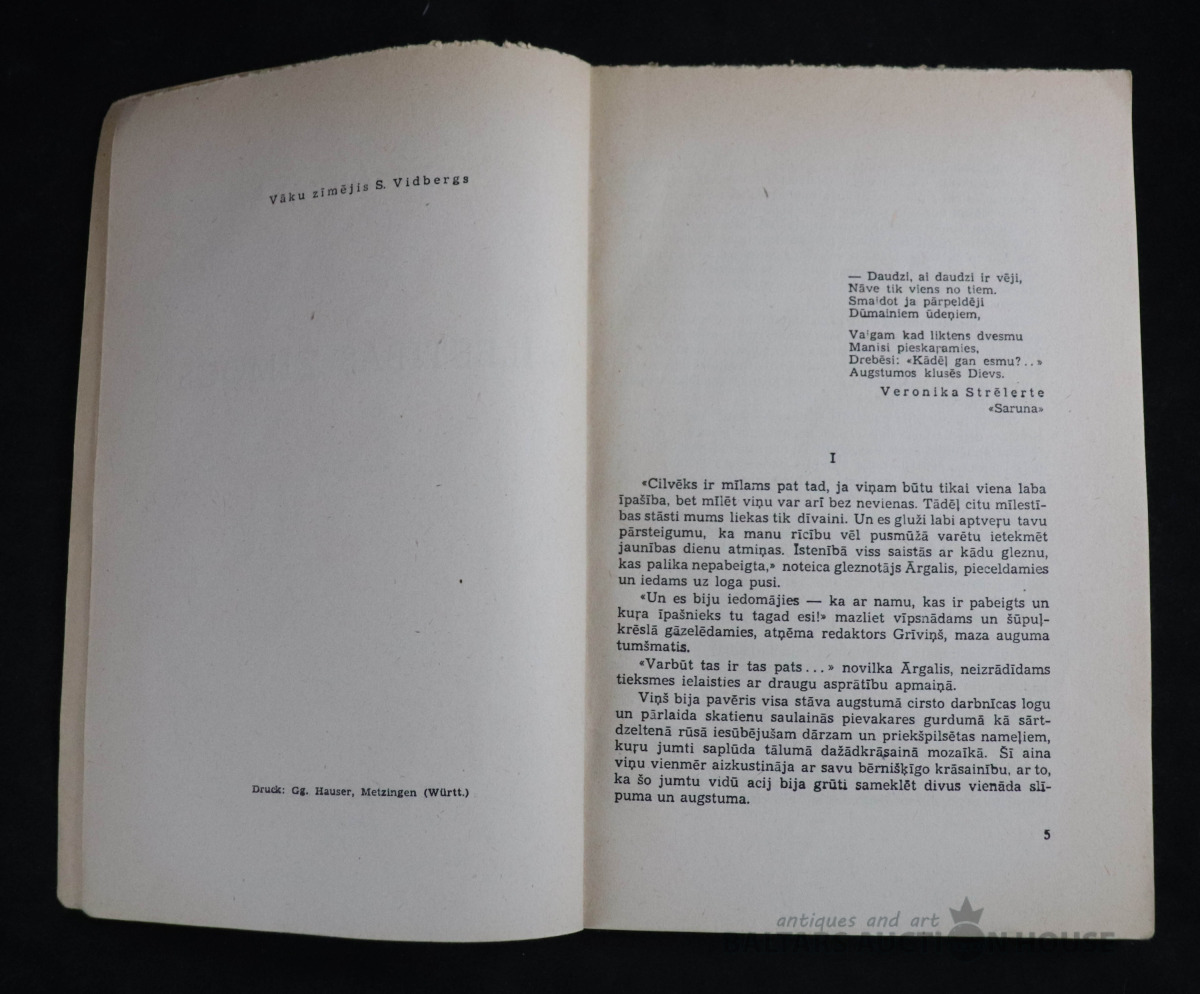 Vāku zīmējis S. Vidbergs
Druck: Gg. Hauser, Metzingen (Württ.)
— Daudzi, ai daudzi ir vēji,
Nāve tik viens no tiem.
Smaidot ja pārpeldēji
Dūmainiem ūdeņiem,
Vaigam kad liktens dvesmu
Manīsi pieskaŗamies,
Drebēsi: «Kādēļ gan esmu?..»
Augstumos klusēs Dievs.
Veronika Strēlerte
«Saruna»
I
«Cilvēks ir mīlams pat tad, ja viņam būtu tikai viena laba
īpašība, bet mīlēt viņu var arī bez nevienas. Tādēļ citu mīlestī-
bas stāsti mums liekas tik dīvaini. Un es gluži labi aptveŗu tavu
pārsteigumu, ka manu rīcību vēl pusmūžā varētu ietekmēt
jaunības dienu atmiņas. Īstenībā viss saistās ar kādu gleznu,
kas palika nepabeigta,» noteica gleznotājs Ārgalis, pieceldamies
un iedams uz loga pusi.
«Un es biju iedomājies — ka ar namu, kas ir pabeigts un
kuŗa īpašnieks tu tagad esi!» mazliet vīpsnādams un šūpuļ-
krēslā gāzelēdamies, atņēma redaktors Grīviņš, maza auguma
tumšmatis.
«Varbūt tas ir tas pats...» novilka Ārgalis, neizrādīdams
tieksmes ielaisties ar draugu asprātību apmaiņā.
Viņš bija pavēris visa stāva augstumā cirsto darbnīcas logu
un pārlaida skatienu saulainās pievakares gurdumā kā sārt-
dzeltenā rūsā iesūbējušam dārzam un priekšpilsētas nameļiem,
kuŗu jumti saplūda tālumā dažādkrāsainā mozaīkā. Šī aina
viņu vienmēr aizkustināja ar savu bērnišķīgo krāsainību, ar to,
ka šo jumtu vidū acij bija grūti sameklēt divus vienāda slī-
puma un augstuma.
5
antiques and art
BALTARS AUCTION HOUSE